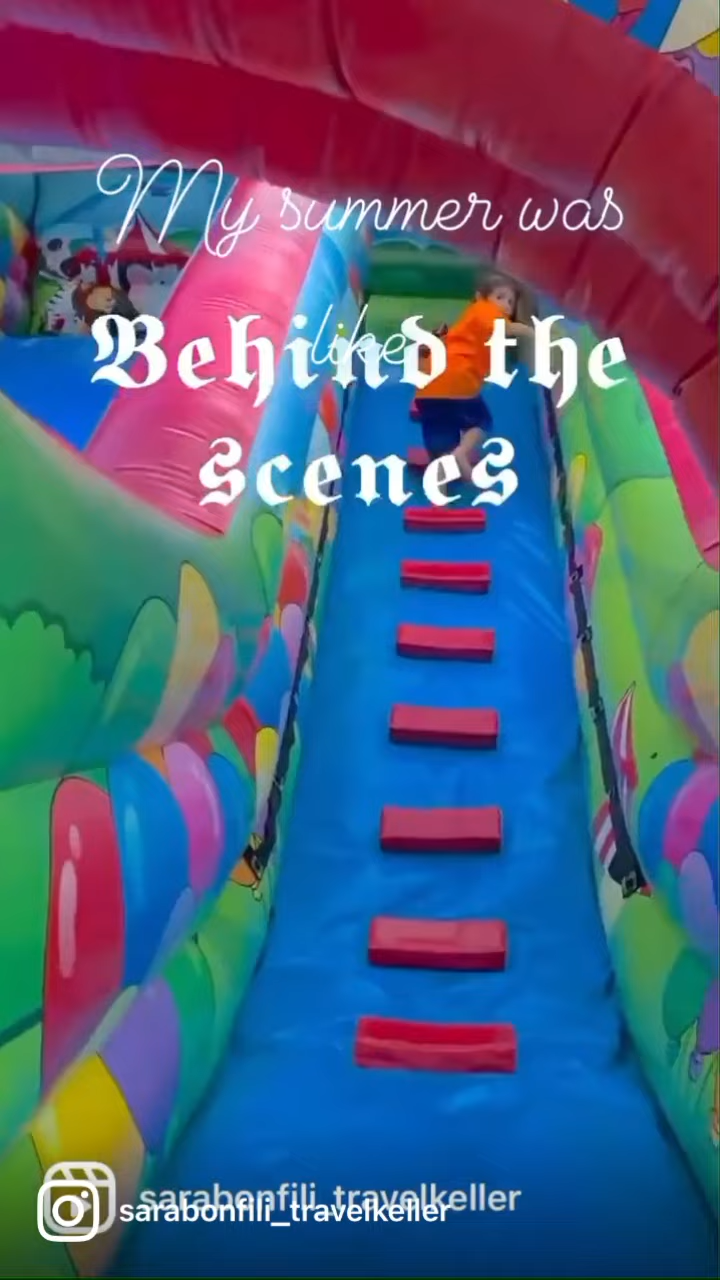 My summer was
like
Behind the
scenes
sarabonfili_travelkeller
sarabonfili_travelkeller